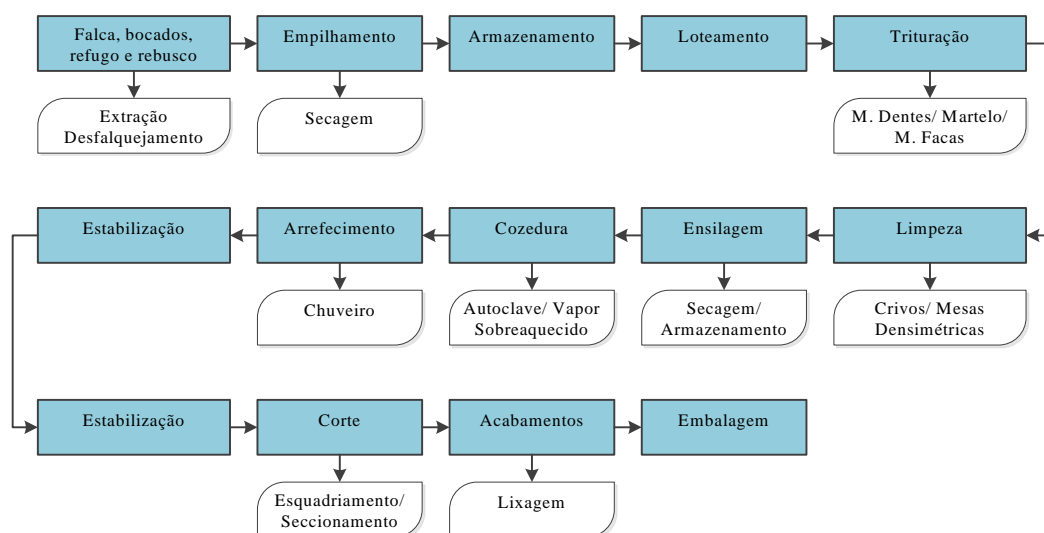 Falca, bocados,
refugo e rebusco
Empilhamento
Armazenamento
Loteamento
Trituração
Extração
Desfalquejamento
Secagem
M. Dentes/ Martelo/
M. Facas
Estabilização
Arrefecimento
Cozedura
Ensilagem
Limpeza
Chuveiro
Autoclave/ Vapor
Sobreaquecido
Secagem/
Armazenamento
Crivos/ Mesas
Densimétricas
Estabilização
Corte
Acabamentos
Embalagem
Esquadriamento/
Seccionamento
Lixagem